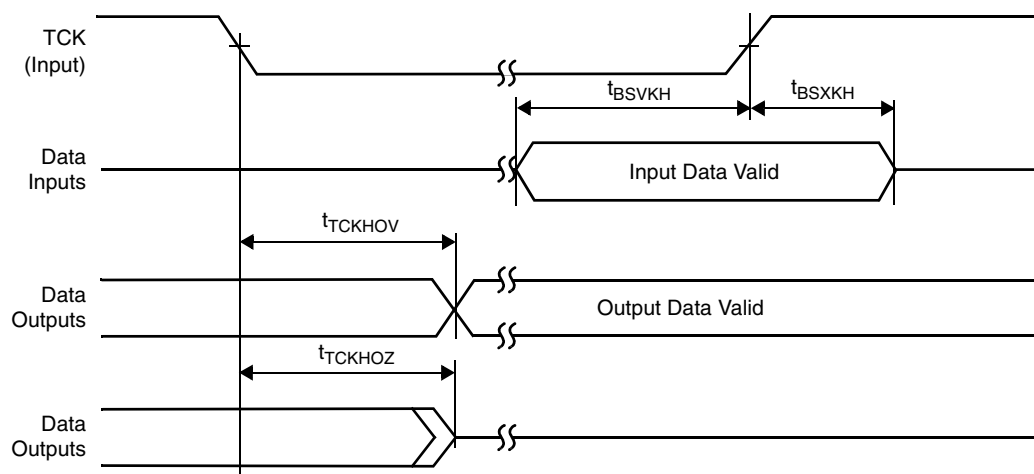 TCK
(Input)
tBSVKH
tBSXKH
Data
Inputs
Input Data Valid
tTCKHOV
Data
Outputs
Output Data Valid
tTCKHOZ
Data
Outputs